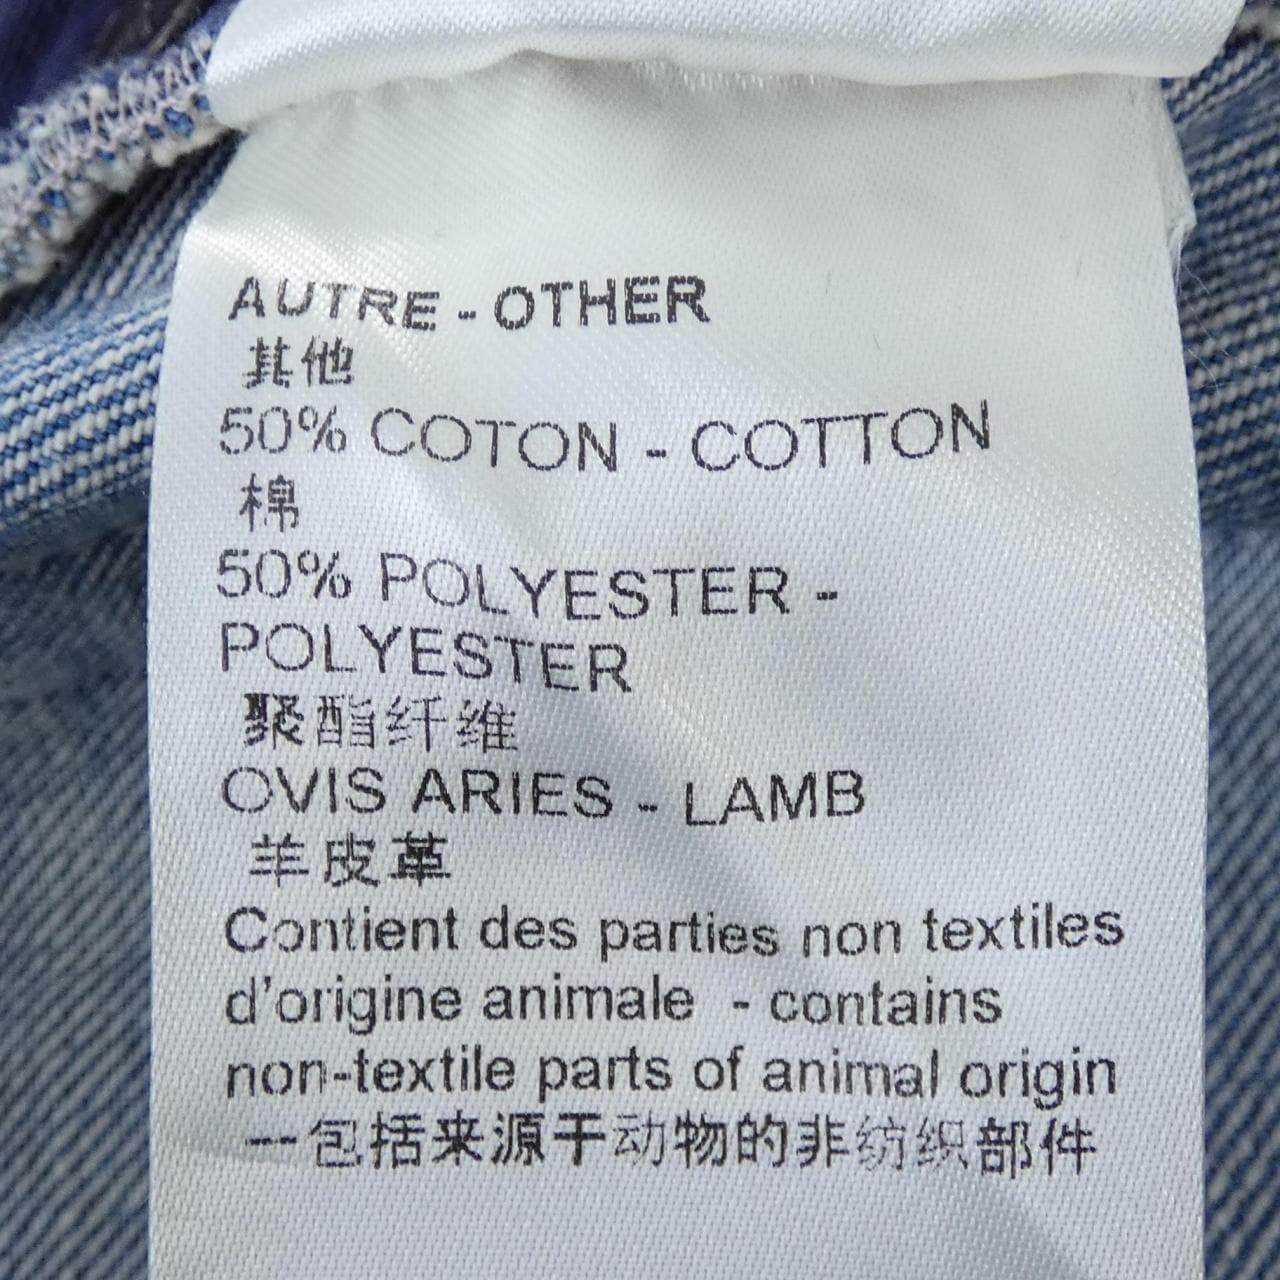 AUTRE - OTHER
其他
50% COTON - COTTON
棉
50% POLYESTER -
POLYESTER
聚酯纤维
OVIS ARIES - LAMB
羊皮革
Contient des parties non textiles
d'origine animale - contains
non-textile parts of animal origin
一包括来源于动物的非纺织部件